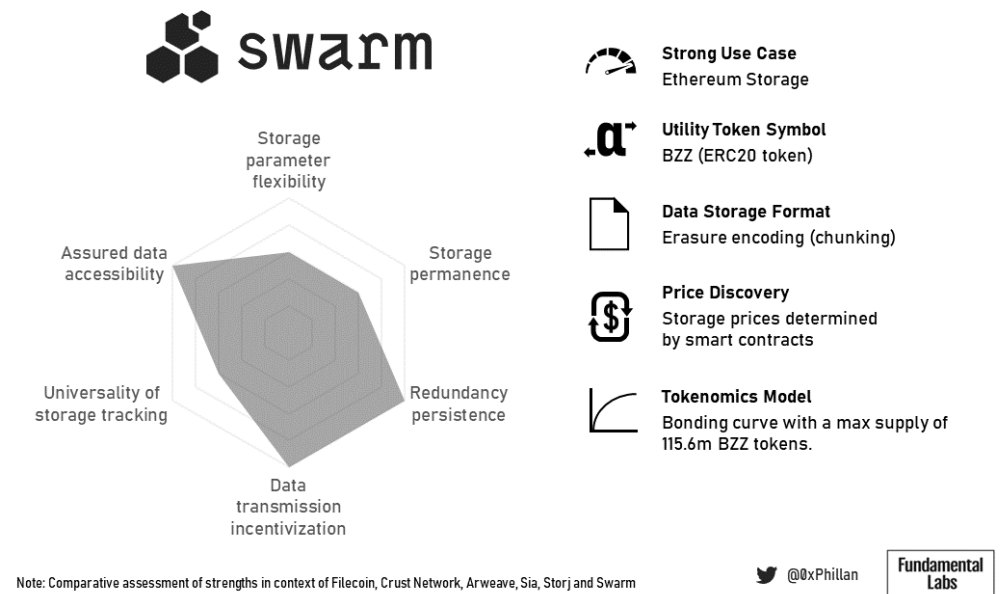 swarm
Storage
parameter
flexibility
Assured data
accessibility
Storage
permanence
Universality of
storage tracking
Redundancy
persistence
Data
transmission
incentivization
Strong Use Case
Ethereum Storage
Utility Token Symbol
BZZ (ERC20 token)
Data Storage Format
Erasure encoding (chunking)
Price Discovery
Storage prices determined
by smart contracts
Tokenomics Model
Bonding curve with a max supply of
115.6m BZZ tokens.
Note: Comparative assessment of strengths in context of Filecoin, Crust Network, Arweave, Sia, Storj and Swarm
@0xPhillan
Fundamental
Labs